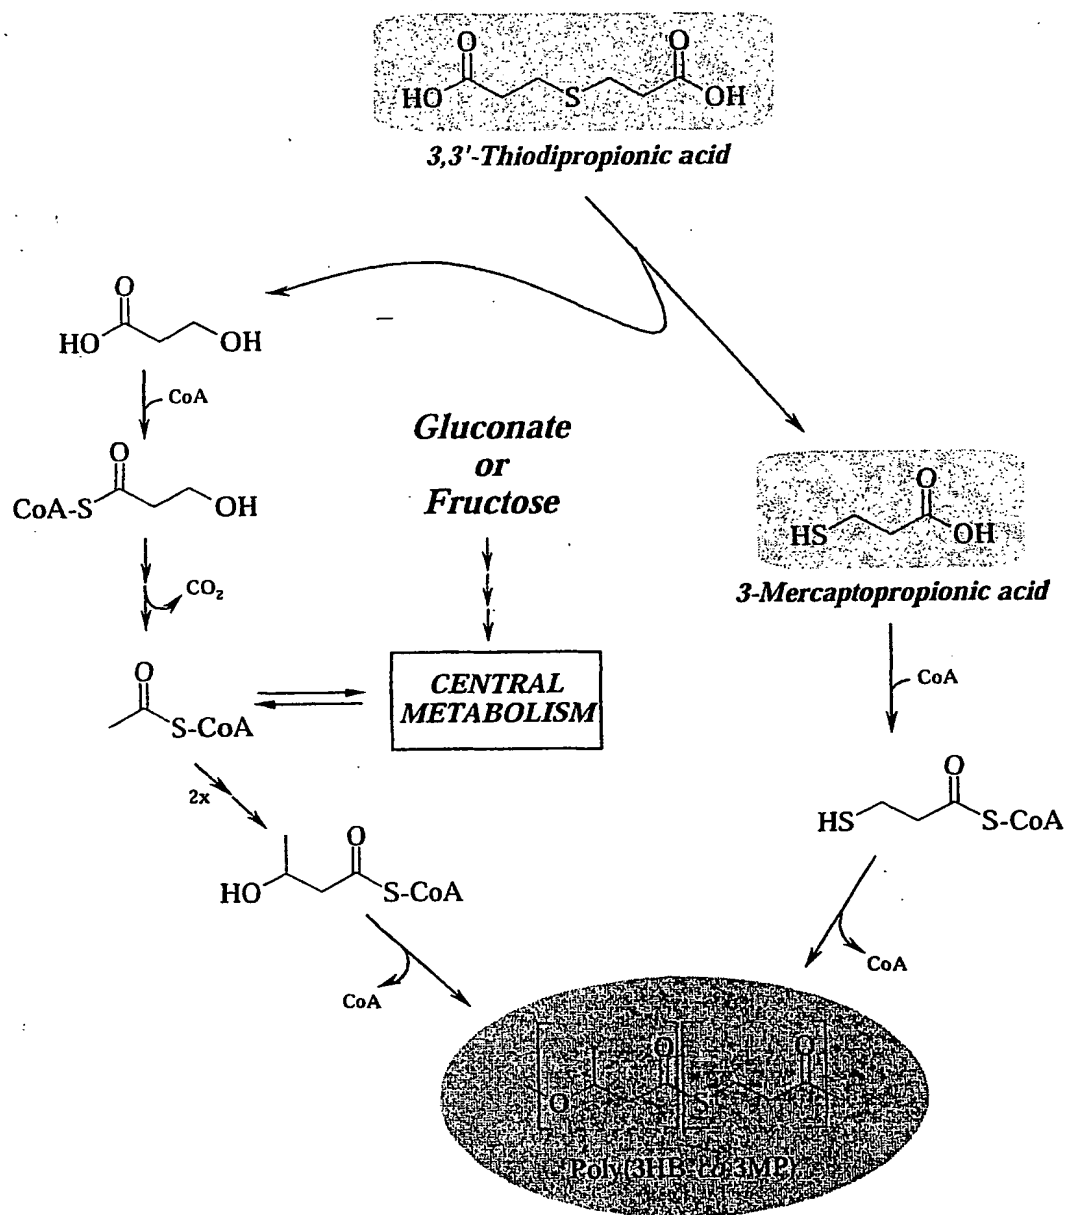 O
O
HO
S
OH
3,3'-Thiodipropionic acid
O
HO
OH
CoA
O
CoA-S
OH
CO₂
Gluconate
or
Fructose
O
HS
OH
3-Mercaptopropionic acid
CoA
O
S-CoA
CENTRAL
METABOLISM
2x
O
HS
S-CoA
O
HO
S-CoA
CoA
CoA
O
O
O
S
Poly(3HB-co-3MP)